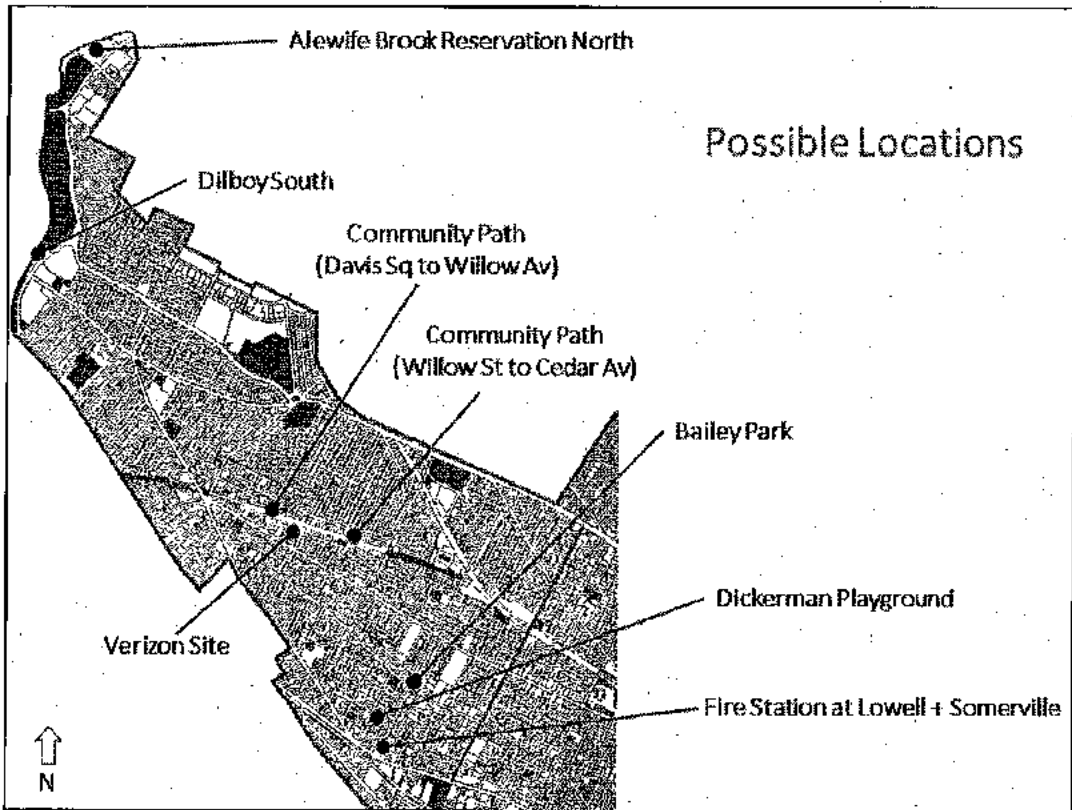 Alewife Brook Reservation North
Possible Locations
Dilboy South
Community Path
(Davis Sq to Willow Av)
Community Path
(Willow St to Cedar Av)
Bailey Park
Dickerman Playground
Verizon Site
Fire Station at Lowell + Somerville
N